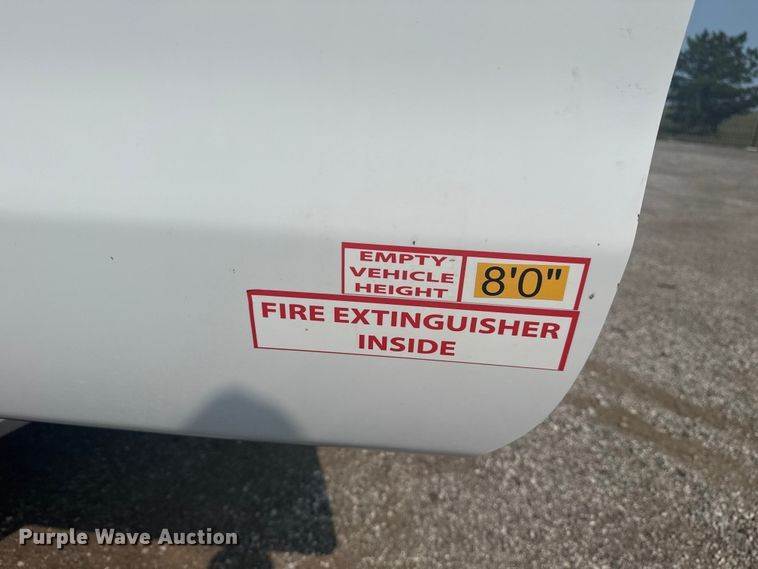 EMPTY
VEHICLE
HEIGHT
8'0"
FIRE EXTINGUISHER
INSIDE
Purple Wave Auction